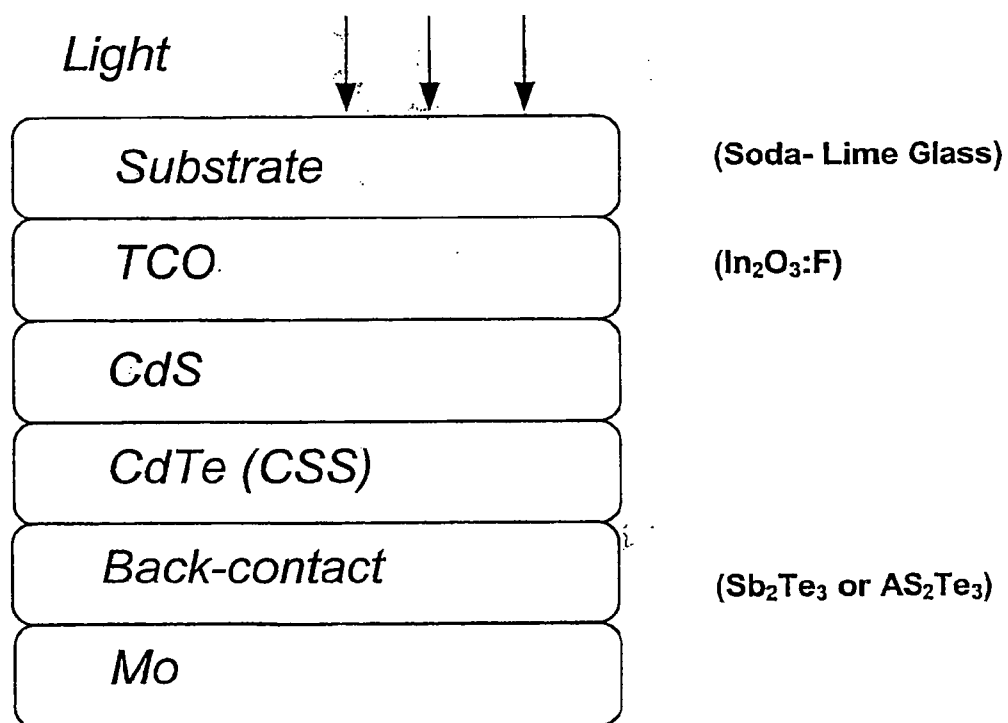 Light
Substrate
(Soda- Lime Glass)
TCO
(In₂O₃:F)
CdS
CdTe (CSS)
Back-contact
(Sb₂Te₃ or AS₂Te₃)
Mo